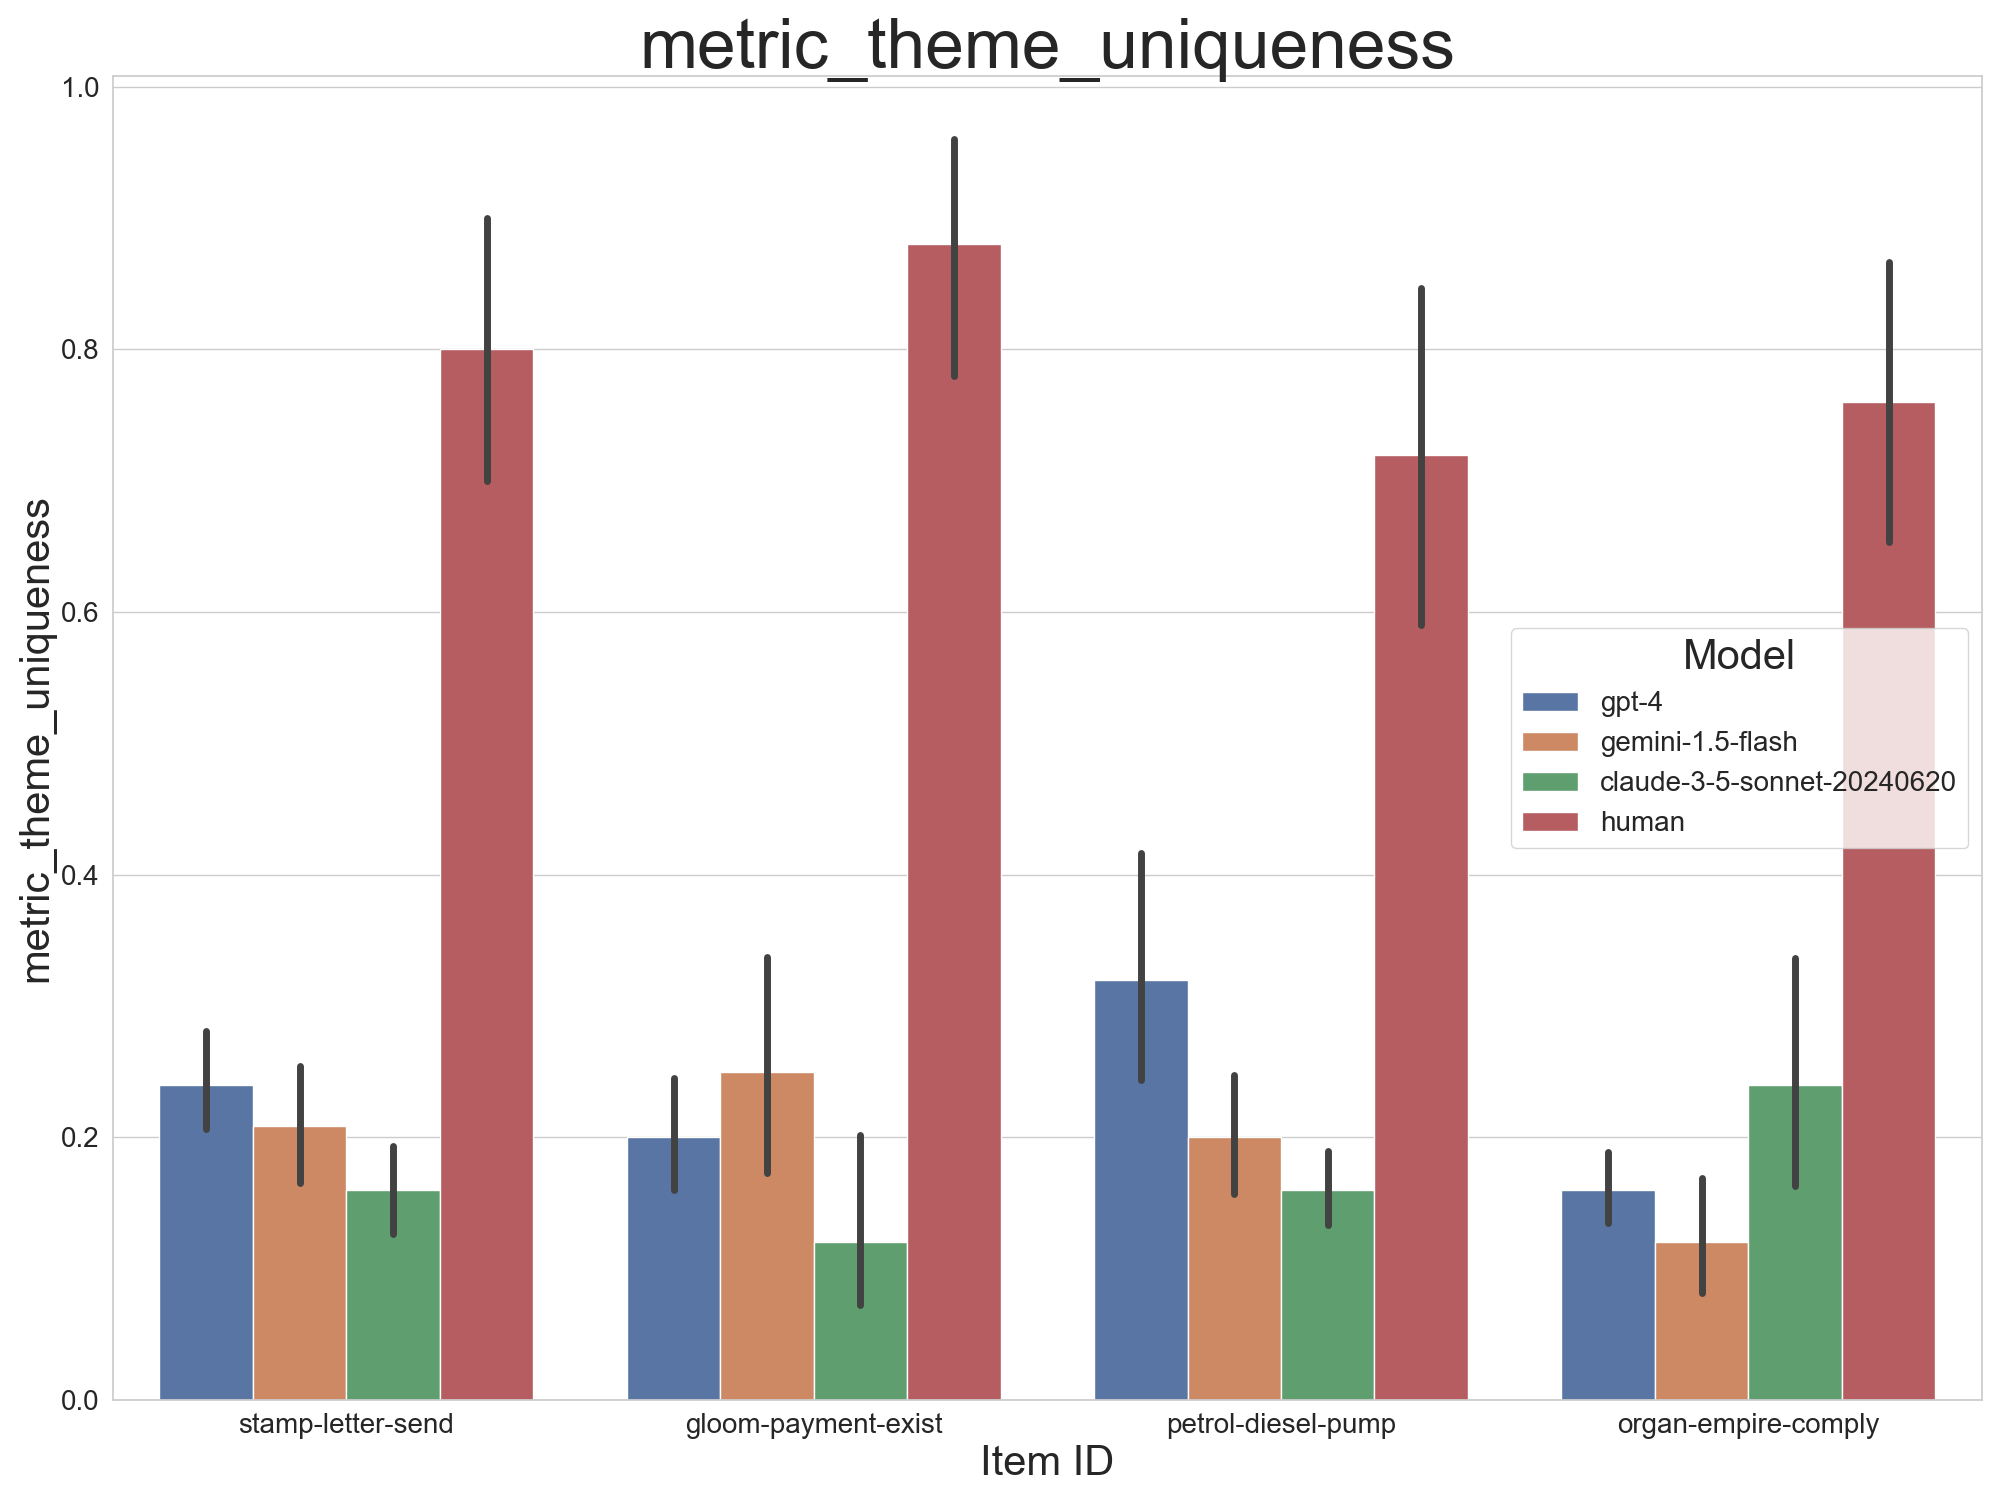 metric_theme_uniqueness
metric_theme_uniqueness
1.0
0.8
0.6
0.4
0.2
0.0
Model
gpt-4
gemini-1.5-flash
claude-3-5-sonnet-20240620
human
stamp-letter-send
gloom-payment-exist
petrol-diesel-pump
organ-empire-comply
Item ID